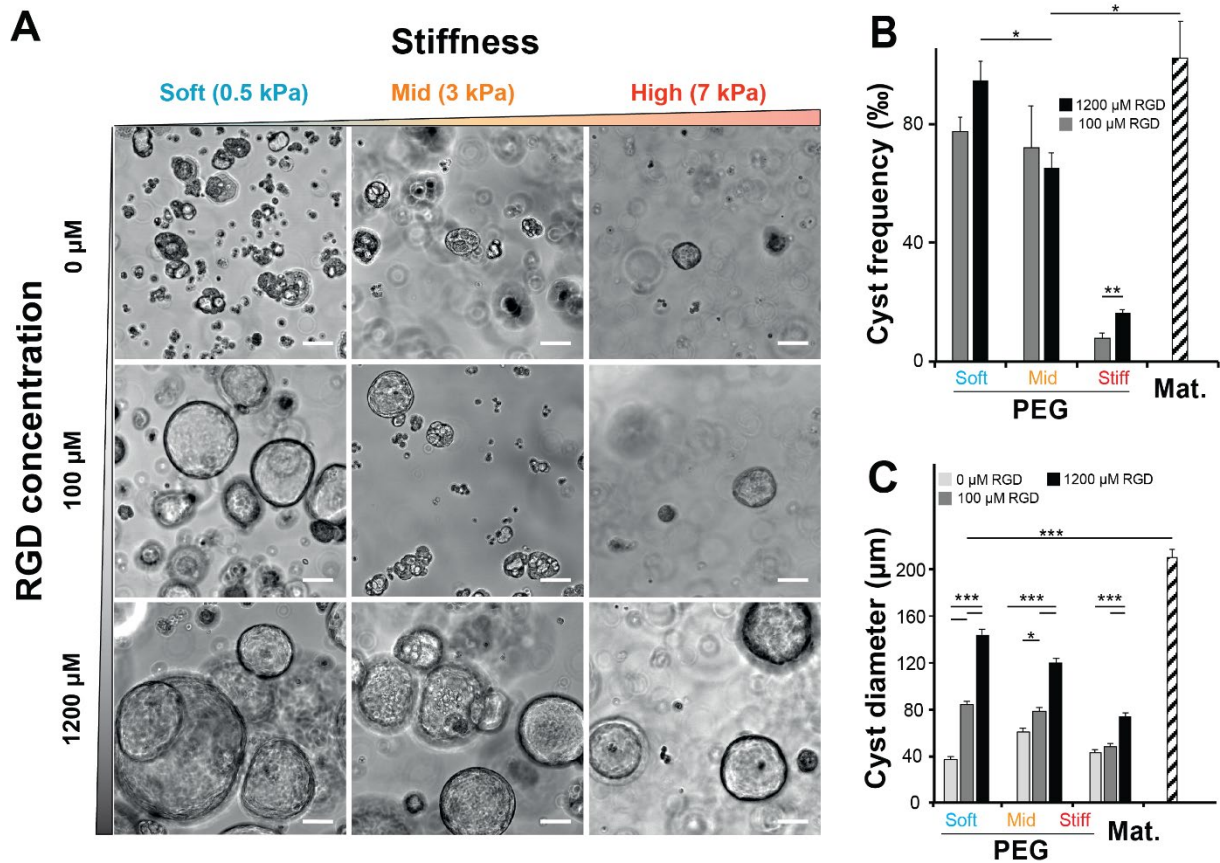 A
Stiffness
Soft (0.5 kPa)
Mid (3 kPa)
High (7 kPa)
RGD concentration
0 µM
100 µM
1200 µM
B
*
*
Cyst frequency (‰)
80
40
0
1200 µM RGD
100 µM RGD
**
Soft
Mid
Stiff
Mat.
PEG
C
0 µM RGD
1200 µM RGD
100 µM RGD
***
Cyst diameter (µm)
200
160
120
80
40
0
***
***
***
*
Soft
Mid
Stiff
Mat.
PEG